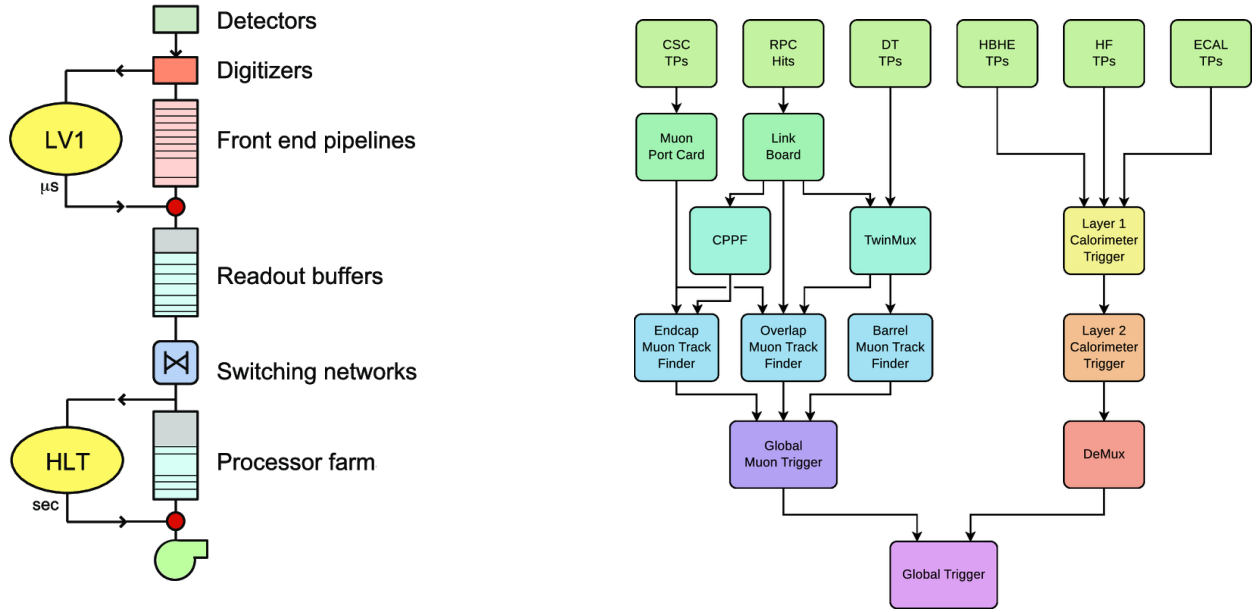 Detectors
Digitizers
LV1
Front end pipelines
μs
Readout buffers
Switching networks
HLT
Processor farm
sec
CSC
TPs
RPC
Hits
DT
TPs
HBHE
TPs
HF
TPs
ECAL
TPs
Muon
Port Card
Link
Board
CPPF
TwinMux
Layer 1
Calorimeter
Trigger
Endcap
Muon Track
Finder
Overlap
Muon Track
Finder
Barrel
Muon Track
Finder
Layer 2
Calorimeter
Trigger
Global
Muon Trigger
DeMux
Global Trigger